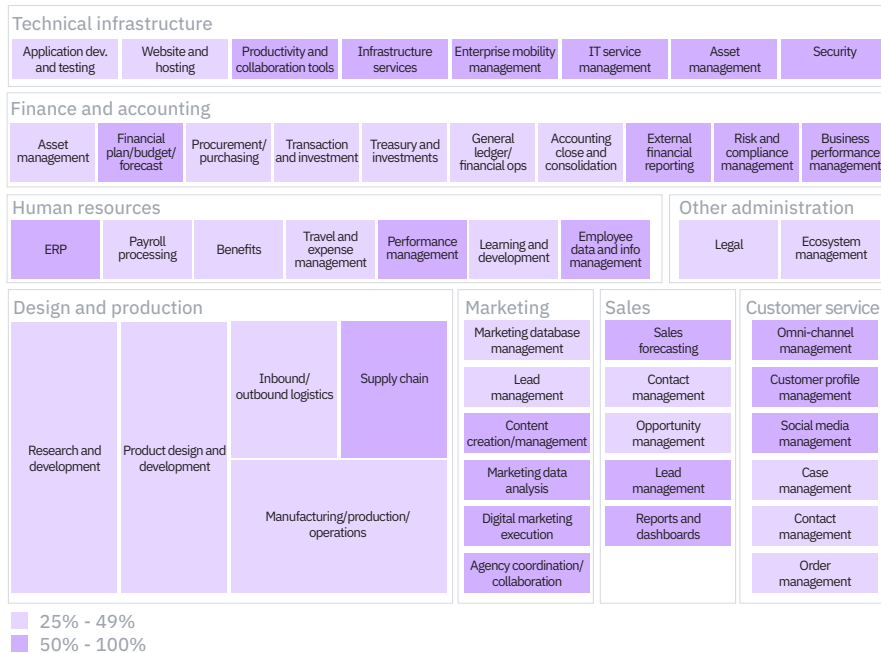 Technical infrastructure
Application dev.
and testing
Website and
hosting
Productivity and
collaboration tools
Infrastructure
services
Enterprise mobility
management
IT service
management
Asset
management
Security
Finance and accounting
Asset
management
Financial
plan/budget/
forecast
Procurement/
purchasing
Transaction
and investment
Treasury and
investments
General
ledger/
financial ops
Accounting
close and
consolidation
External
financial
reporting
Risk and
compliance
management
Business
performance
management
Human resources
ERP
Payroll
processing
Benefits
Travel and
expense
management
Performance
management
Learning and
development
Employee
data and info
management
Other administration
Legal
Ecosystem
management
Design and production
Research and
development
Product design and
development
Inbound/
outbound logistics
Supply chain
Manufacturing/production/
operations
Marketing
Marketing database
management
Lead
management
Content
creation/management
Marketing data
analysis
Digital marketing
execution
Agency coordination/
collaboration
Sales
Sales
forecasting
Contact
management
Opportunity
management
Lead
management
Reports and
dashboards
Customer service
Omni-channel
management
Customer profile
management
Social media
management
Case
management
Contact
management
Order
management
25% - 49%
50% - 100%